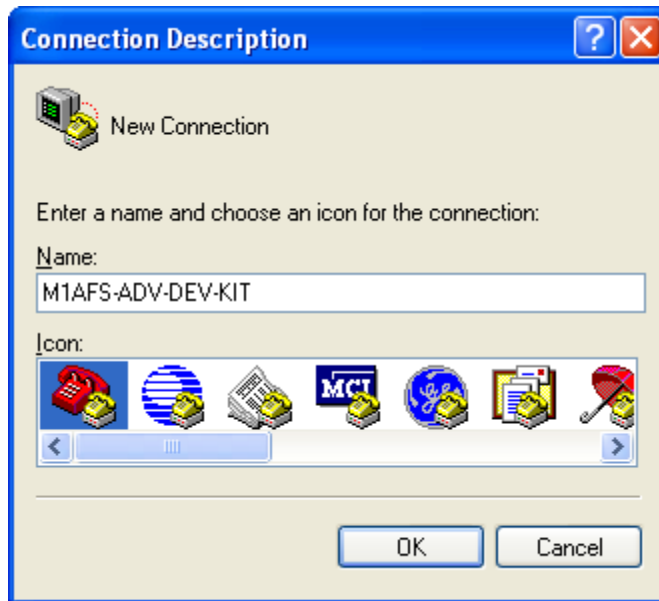 Connection Description
New Connection
Enter a name and choose an icon for the connection:
Name:
M1AFS-ADV-DEV-KIT
Icon:
MCI
OK Cancel